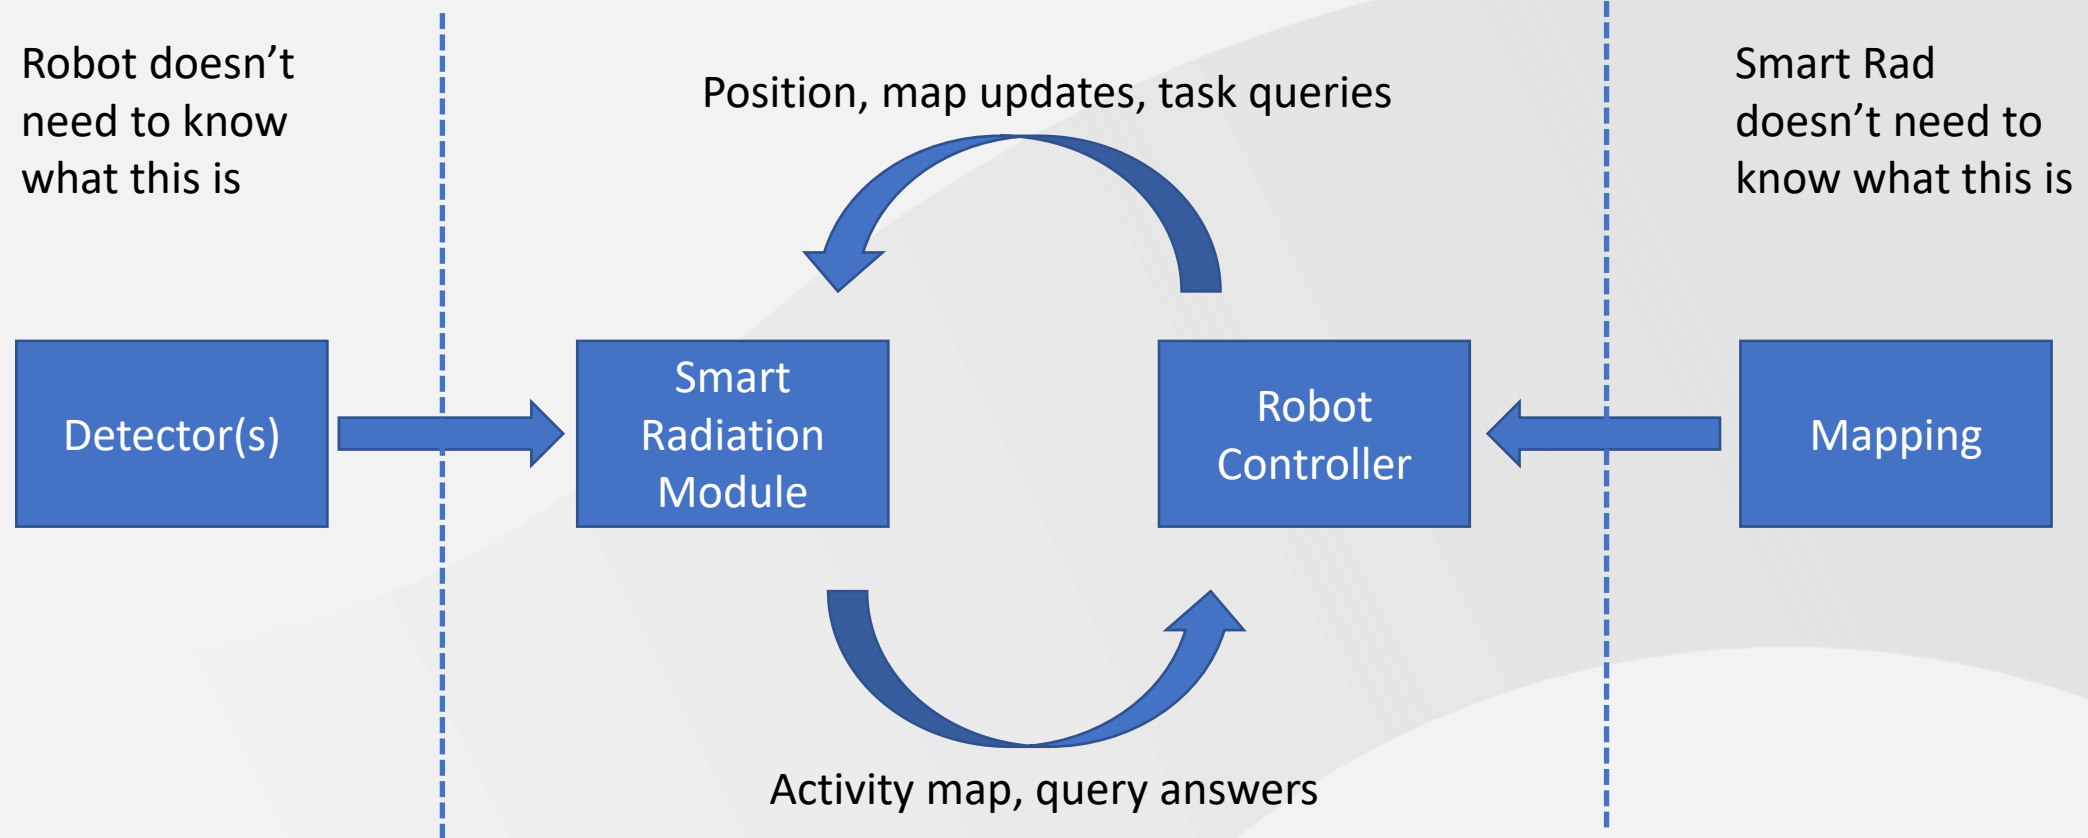 Robot doesn’t
need to know
what this is
Position, map updates, task queries
Smart Rad
doesn’t need to
know what this is
Detector(s)
Smart
Radiation
Module
Robot
Controller
Mapping
Activity map, query answers